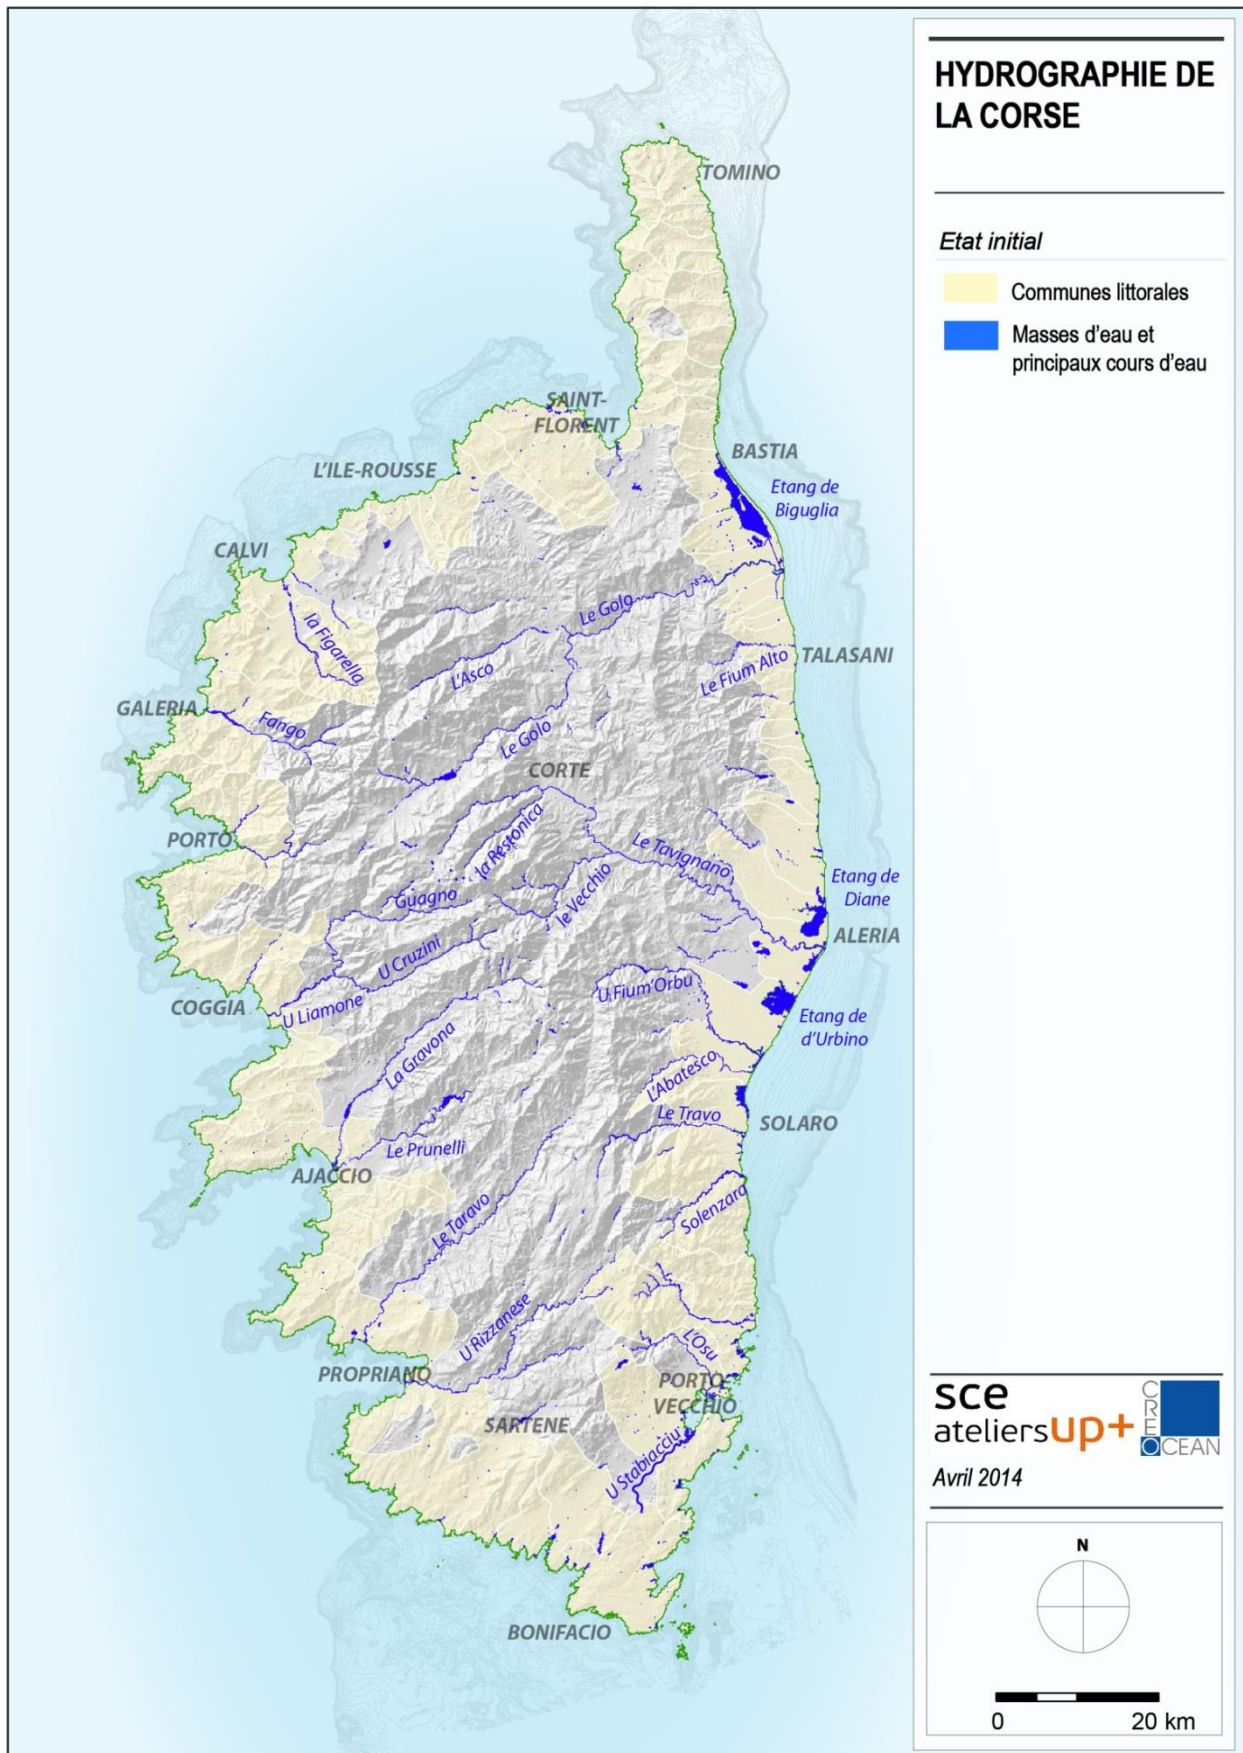 HYDROGRAPHIE DE
LA CORSE
Etat initial
Communes littorales
Masses d'eau et
principaux cours d'eau
TOMINO
SAINT-
FLORENT
BASTIA
L'ILE-ROUSSE
Etang de
Biguglia
CALVI
Le Golo
la Figarella
TALASANI
L'Asco
Le Fium Alto
GALERIA
Fango
Le Golo
CORTE
PORTO
la Restonica
Le Tavignano
Etang de
Diane
Guagno
le Vecchio
ALERIA
U Cruzini
COGGIA
U Liamone
U Fium'Orbu
Etang de
d'Urbino
La Gravona
L'Abatesco
Le Travo
SOLARO
Le Prunelli
AJACCIO
Le Taravo
Solenzara
U Rizzanese
L'Osu
PROPRIANO
PORTO-
VECCHIO
SARTENE
U Stabiacciu
BONIFACIO
sce
ateliersup+
CREOCEAN
Avril 2014
N
0 20 km